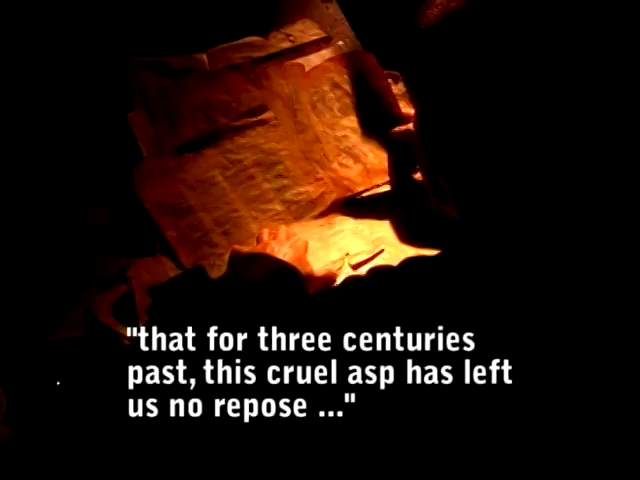 "that for three centuries
past, this cruel asp has left
us no repose ..."